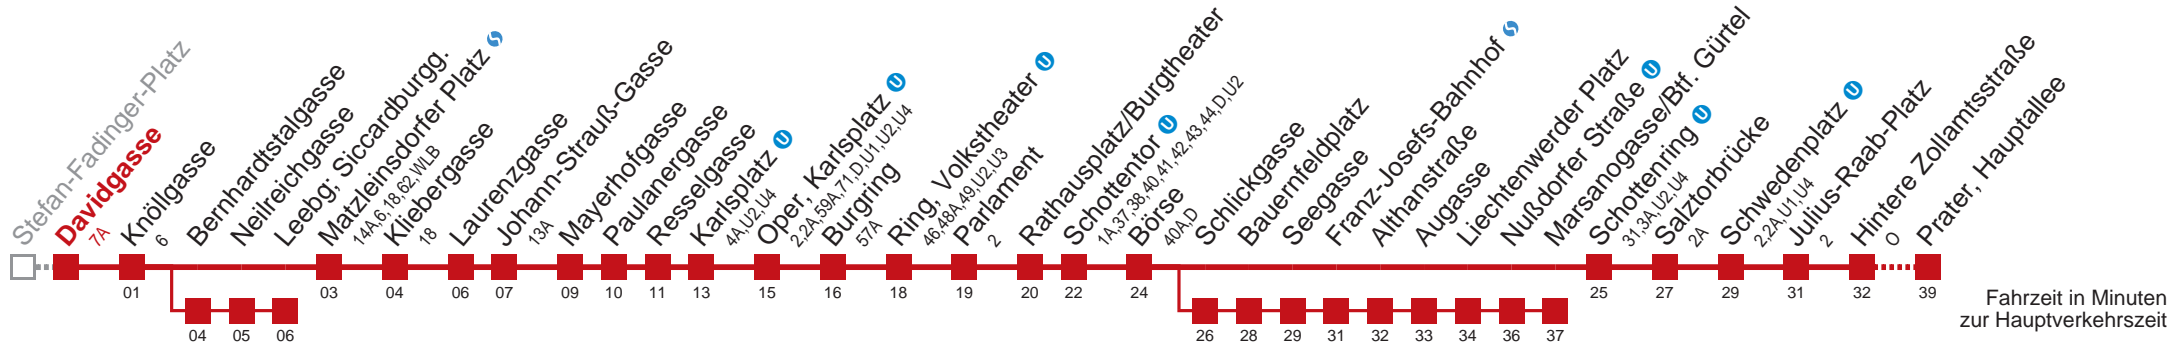 Stefan-Fadinger-Platz
Davidgasse
7A
Knöllgasse
6
Bernhardtstalgasse
Neilreichgasse
Leebg; Siccardburgg.
Matzleinsdorfer Platz
14A,6,18,62,WLB
Kliebergasse
18
Laurenzgasse
Johann-Strauß-Gasse
13A
Mayerhofgasse
Paulanergasse
Resselgasse
Karlsplatz U
4A,U2,U4
Oper, Karlsplatz U
2,2A,59A,71,D,U1,U2,U4
Burgring
57A
Ring, Volkstheater U
46,48A,49,U2,U3
Parlament
2
Rathausplatz/Burgtheater
Schottentor U
1A,37,38,40,41,42,43,44,D,U2
Börse
40A,D
Schlickgasse
Bauernfeldplatz
Seegasse
Franz-Josefs-Bahnhof
Althanstraße
Augasse
Liechtenwerder Platz
Nußdorfer Straße U
Marsanogasse/Btf. Gürtel
Schottenring U
31,3A,U2,U4
Salztorbrücke
2A
Schwedenplatz U
2,2A,U1,U4
Julius-Raab-Platz
2
Hintere Zollamtsstraße
O
Prater, Hauptallee
01 03 04 06 07 09 10 11 13 15 16 18 19 20 22 24 25 27 29 31 32 39
04 05 06 26 28 29 31 32 33 34 36 37
Fahrzeit in Minuten
zur Hauptverkehrszeit